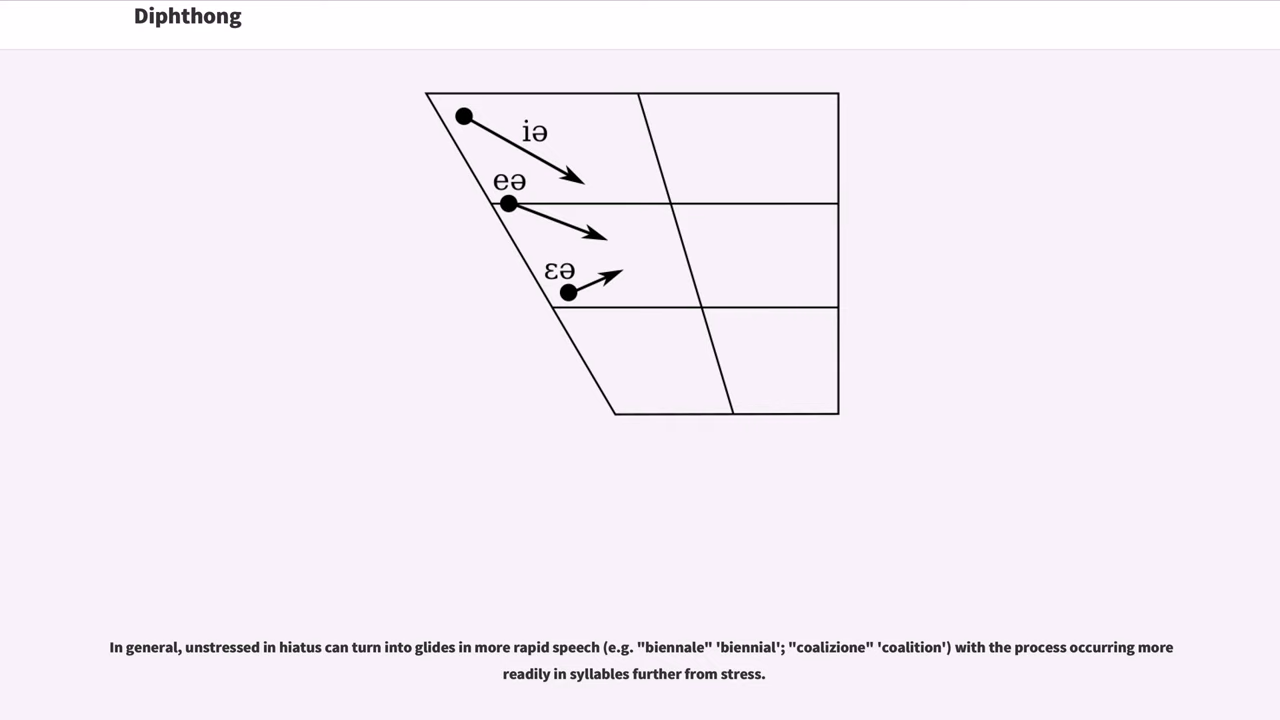 Diphthong
iə
eə
ɛə
In general, unstressed in hiatus can turn into glides in more rapid speech (e.g. "biennale" 'biennial'; "coalizione" 'coalition') with the process occurring more
readily in syllables further from stress.